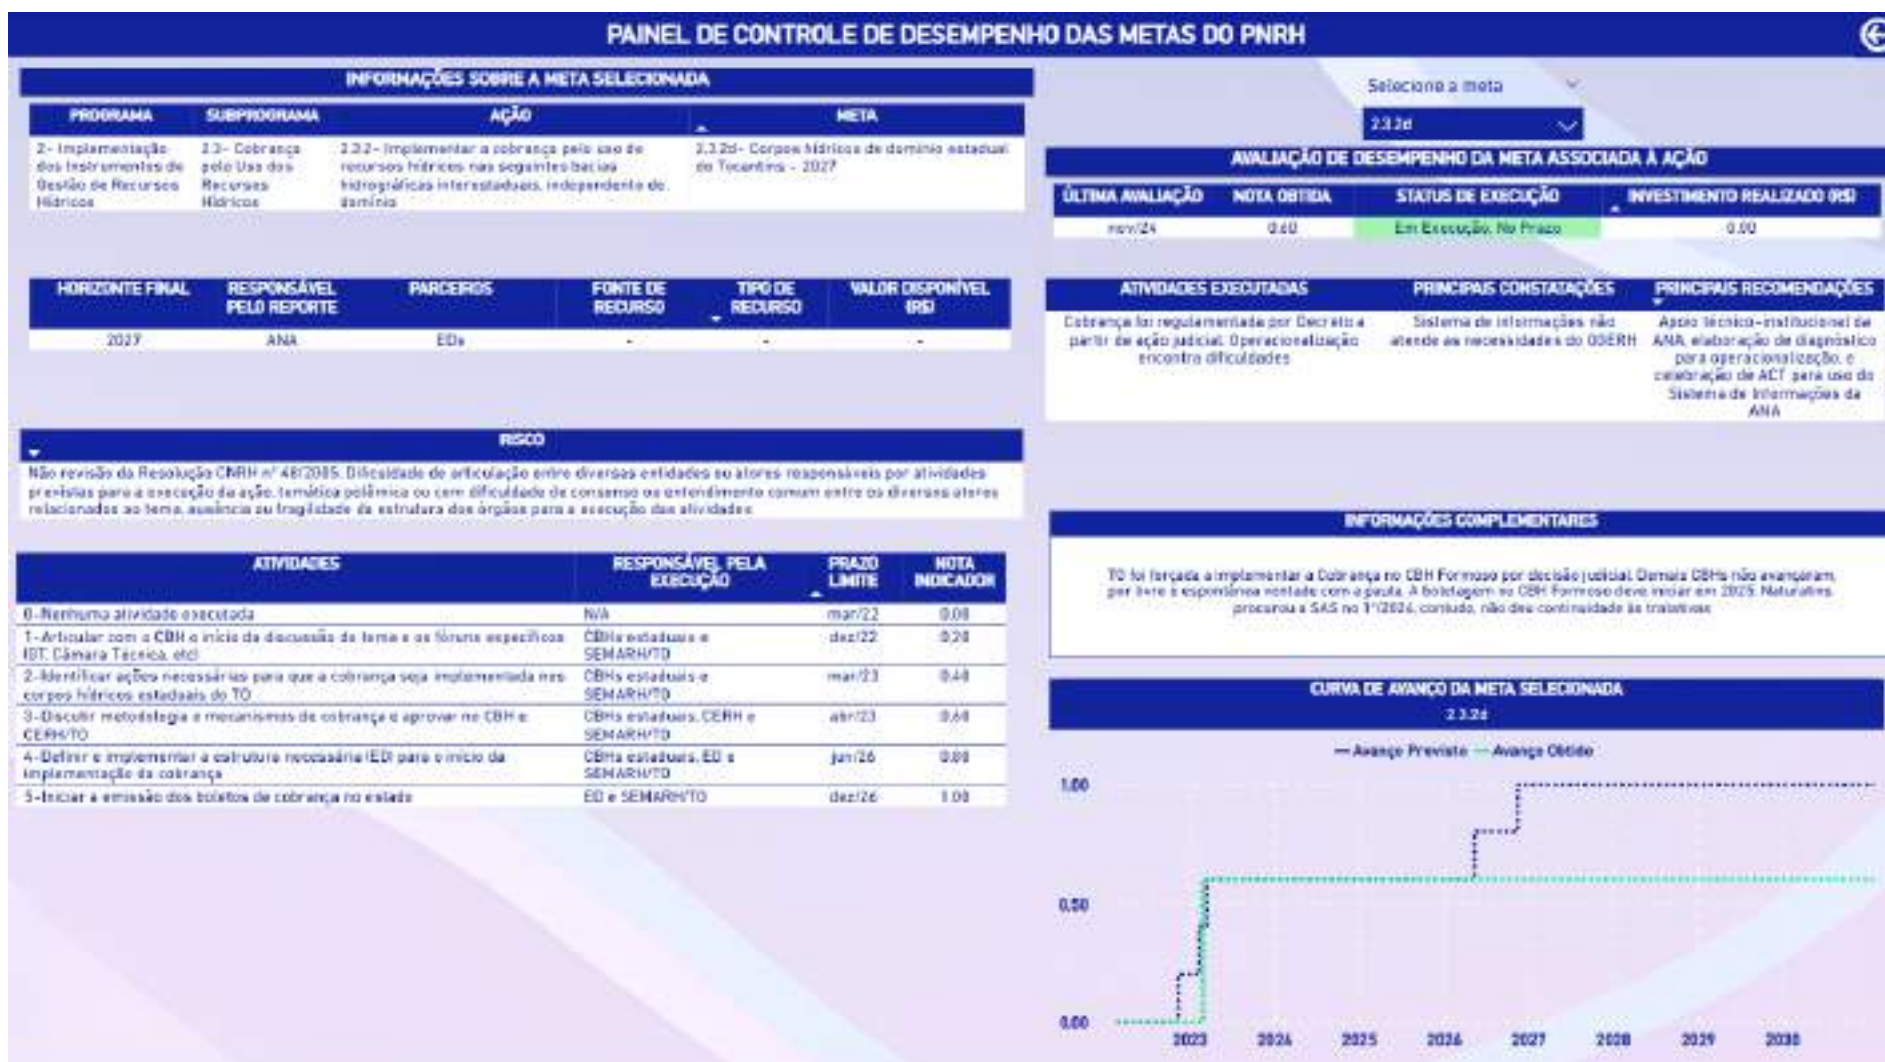 PAINEL DE CONTROLE DE DESEMPENHO DAS METAS DO PNRH
INFORMAÇÕES SOBRE A META SELECIONADA
PROGRAMA SUBPROGRAMA AÇÃO META
2- Implementação dos Instrumentos de Gestão de Recursos Hídricos
2.3- Cobrança pelo Uso dos Recursos Hídricos
2.3.2- Implementar a cobrança pelo uso de recursos hídricos nas seguintes bacias hidrográficas interestaduais, independente do domínio
2.3.2d- Corpos hídricos de domínio estadual do Tocantins - 2027
HORIZONTE FINAL RESPONSÁVEL PELO REPORTE PARCEIROS FONTE DE RECURSO TIPO DE RECURSO VALOR DISPONÍVEL (R$)
2027 ANA EDs - - -
RISCO
Não revisão da Resolução CNRH nº 48/2005. Dificuldade de articulação entre diversas entidades ou atores responsáveis por atividades
previstas para a execução da ação, temática polêmica ou com dificuldade de consenso ou entendimento comum entre os diversos atores
relacionados ao tema, ausência ou fragilidade da estrutura dos órgãos para a execução das atividades
ATIVIDADES RESPONSÁVEL PELA EXECUÇÃO PRAZO LIMITE NOTA INDICADOR
0-Nenhuma atividade executada N/A mar/22 0.00
1-Articular com o CBH o início da discussão do tema e os fóruns específicos (GT, Câmara Técnica, etc) CBHs estaduais e SEMARH/TO dez/22 0.20
2-Identificar ações necessárias para que a cobrança seja implementada nos corpos hídricos estaduais do TO CBHs estaduais e SEMARH/TO mar/23 0.40
3-Discutir metodologia e mecanismos de cobrança e aprovar no CBH e CERH/TO CBHs estaduais, CERH e SEMARH/TO abr/23 0.60
4-Definir e implementar a estrutura necessária (ED) para o início da implementação da cobrança CBHs estaduais, ED e SEMARH/TO jun/26 0.80
5-Iniciar a emissão dos boletos de cobrança no estado ED e SEMARH/TO dez/26 1.00
Selecione a meta
2.3.2d
AVALIAÇÃO DE DESEMPENHO DA META ASSOCIADA À AÇÃO
ÚLTIMA AVALIAÇÃO NOTA OBTIDA STATUS DE EXECUÇÃO INVESTIMENTO REALIZADO (R$)
nov/24 0.60 Em Execução. No Prazo 0.00
ATIVIDADES EXECUTADAS PRINCIPAIS CONSTATAÇÕES PRINCIPAIS RECOMENDAÇÕES
Cobrança foi regulamentada por Decreto a partir de ação judicial. Operacionalização encontra dificuldades
Sistema de informações não atende as necessidades do OGERH
Apoio técnico-institucional da ANA, elaboração de diagnóstico para operacionalização, e celebração de ACT para uso do Sistema de Informações da ANA
INFORMAÇÕES COMPLEMENTARES
TO foi forçada a implementar a Cobrança no CBH Formoso por decisão judicial. Demais CBHs não avançaram,
por livre e espontânea vontade com a pauta. A boletagem no CBH Formoso deve iniciar em 2025. Naturatins
procurou a SAS no 1º/2024, contudo, não deu continuidade às tratativas
CURVA DE AVANÇO DA META SELECIONADA
2.3.2d
Avanço Previsto Avanço Obtido
1.00
0.50
0.00
2023 2024 2025 2026 2027 2028 2029 2030